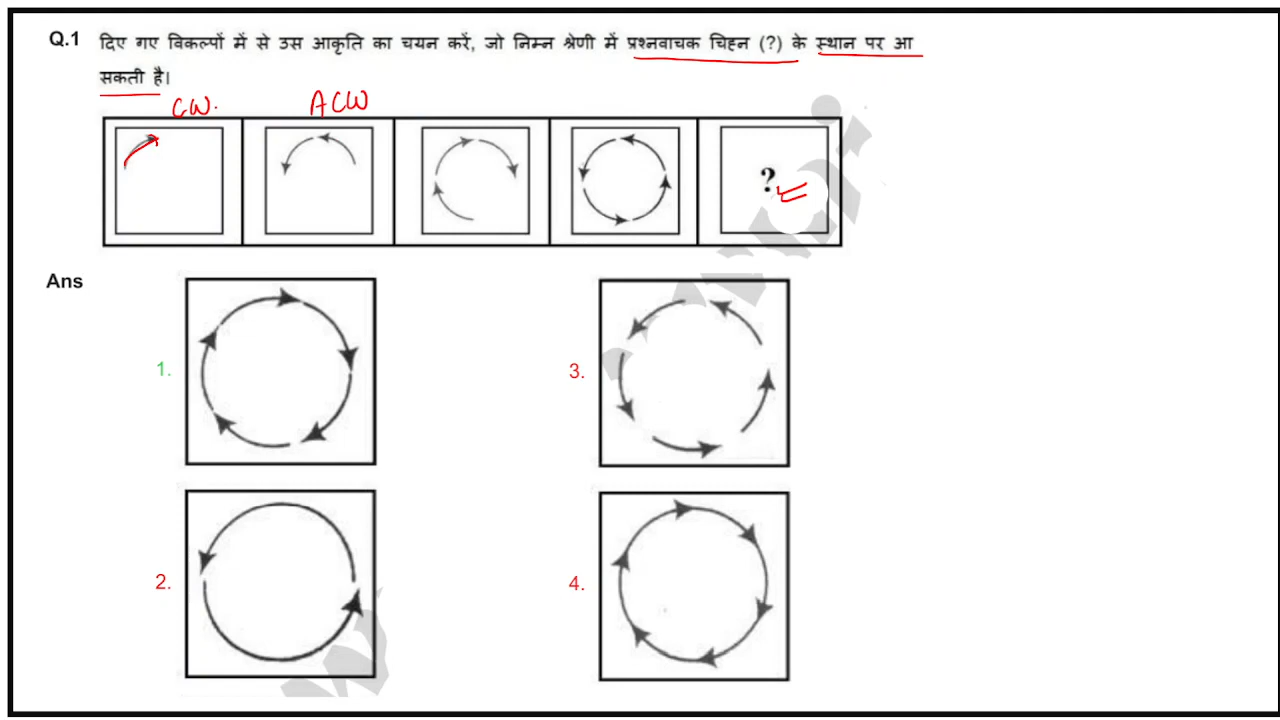 Q.1 दिए गए विकल्पों में से उस आकृति का चयन करें, जो निम्न श्रेणी में प्रश्नवाचक चिह्न (?) के स्थान पर आ
सकती है।
CW. ACW
?
Ans
1.
3.
2.
4.